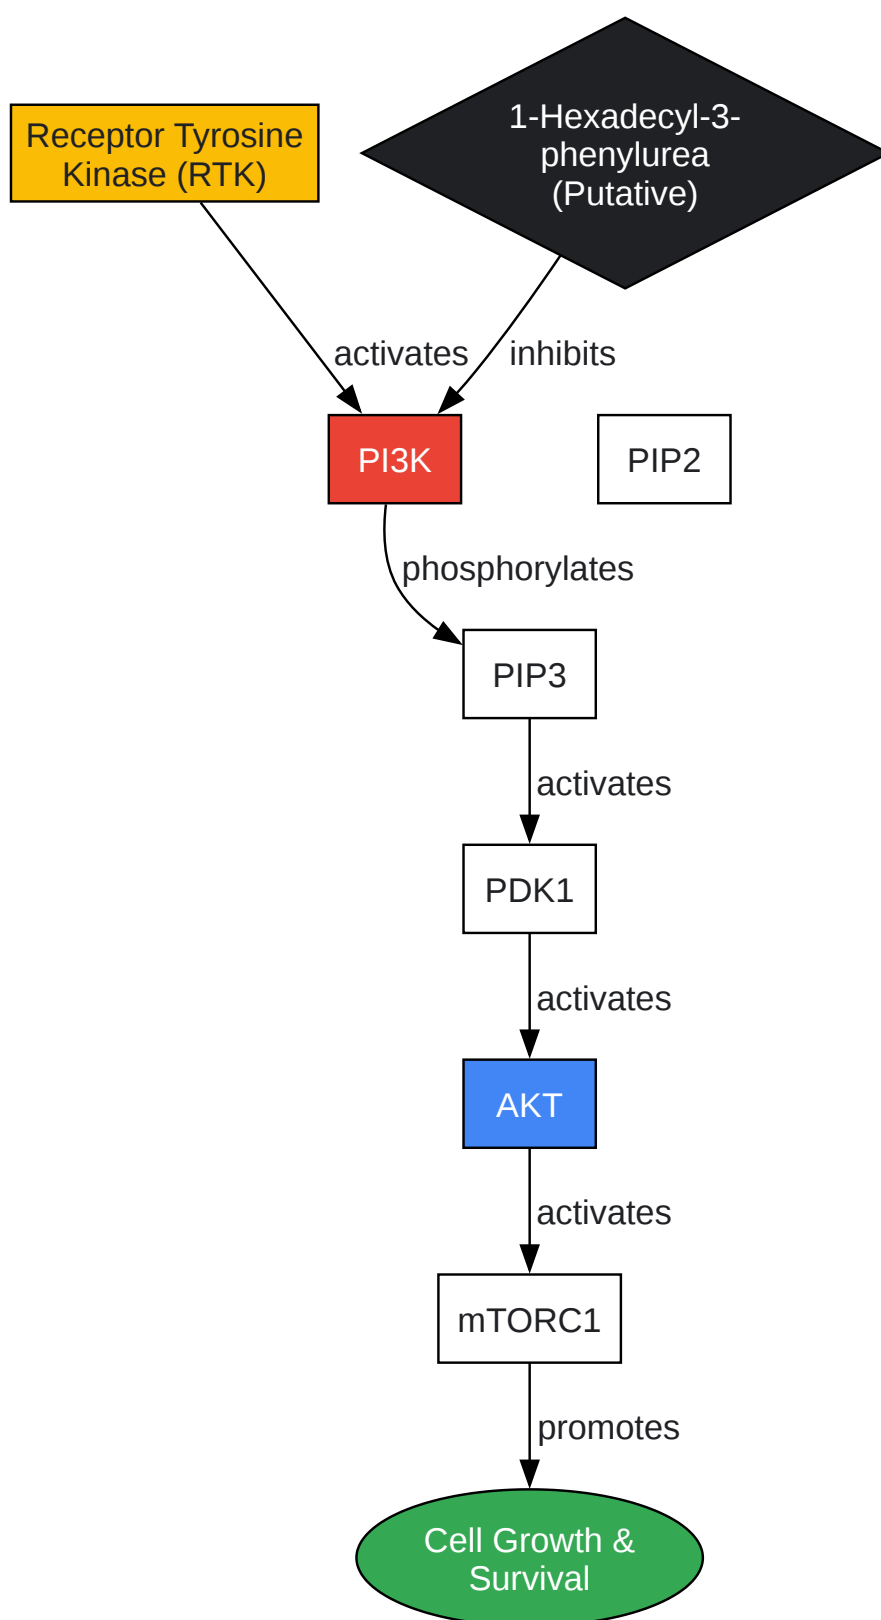 Receptor Tyrosine
Kinase (RTK)
1-Hexadecyl-3-
phenylurea
(Putative)
activates
inhibits
PI3K
PIP2
phosphorylates
PIP3
activates
PDK1
activates
AKT
activates
mTORC1
promotes
Cell Growth &
Survival